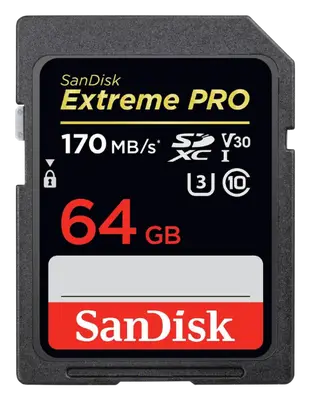 SanDisk
Extreme PRO
170 MB/s* SD XC V30 I
3 10
64 GB
SanDisk